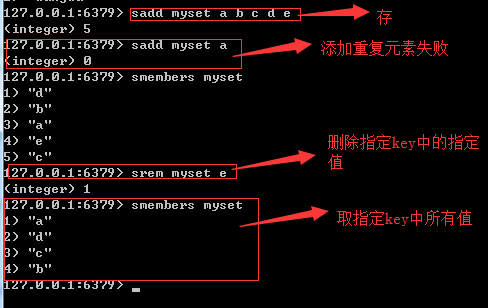 127.0.0.1:6379> sadd myset a b c d e
存
(integer) 5
127.0.0.1:6379> sadd myset a
添加重复元素失败
(integer) 0
127.0.0.1:6379> smembers myset
1) "d"
2) "b"
3) "a"
4) "e"
5) "c"
删除指定key中的指定
值
127.0.0.1:6379> srem myset e
(integer) 1
127.0.0.1:6379> smembers myset
取指定key中所有值
1) "a"
2) "d"
3) "c"
4) "b"
127.0.0.1:6379>